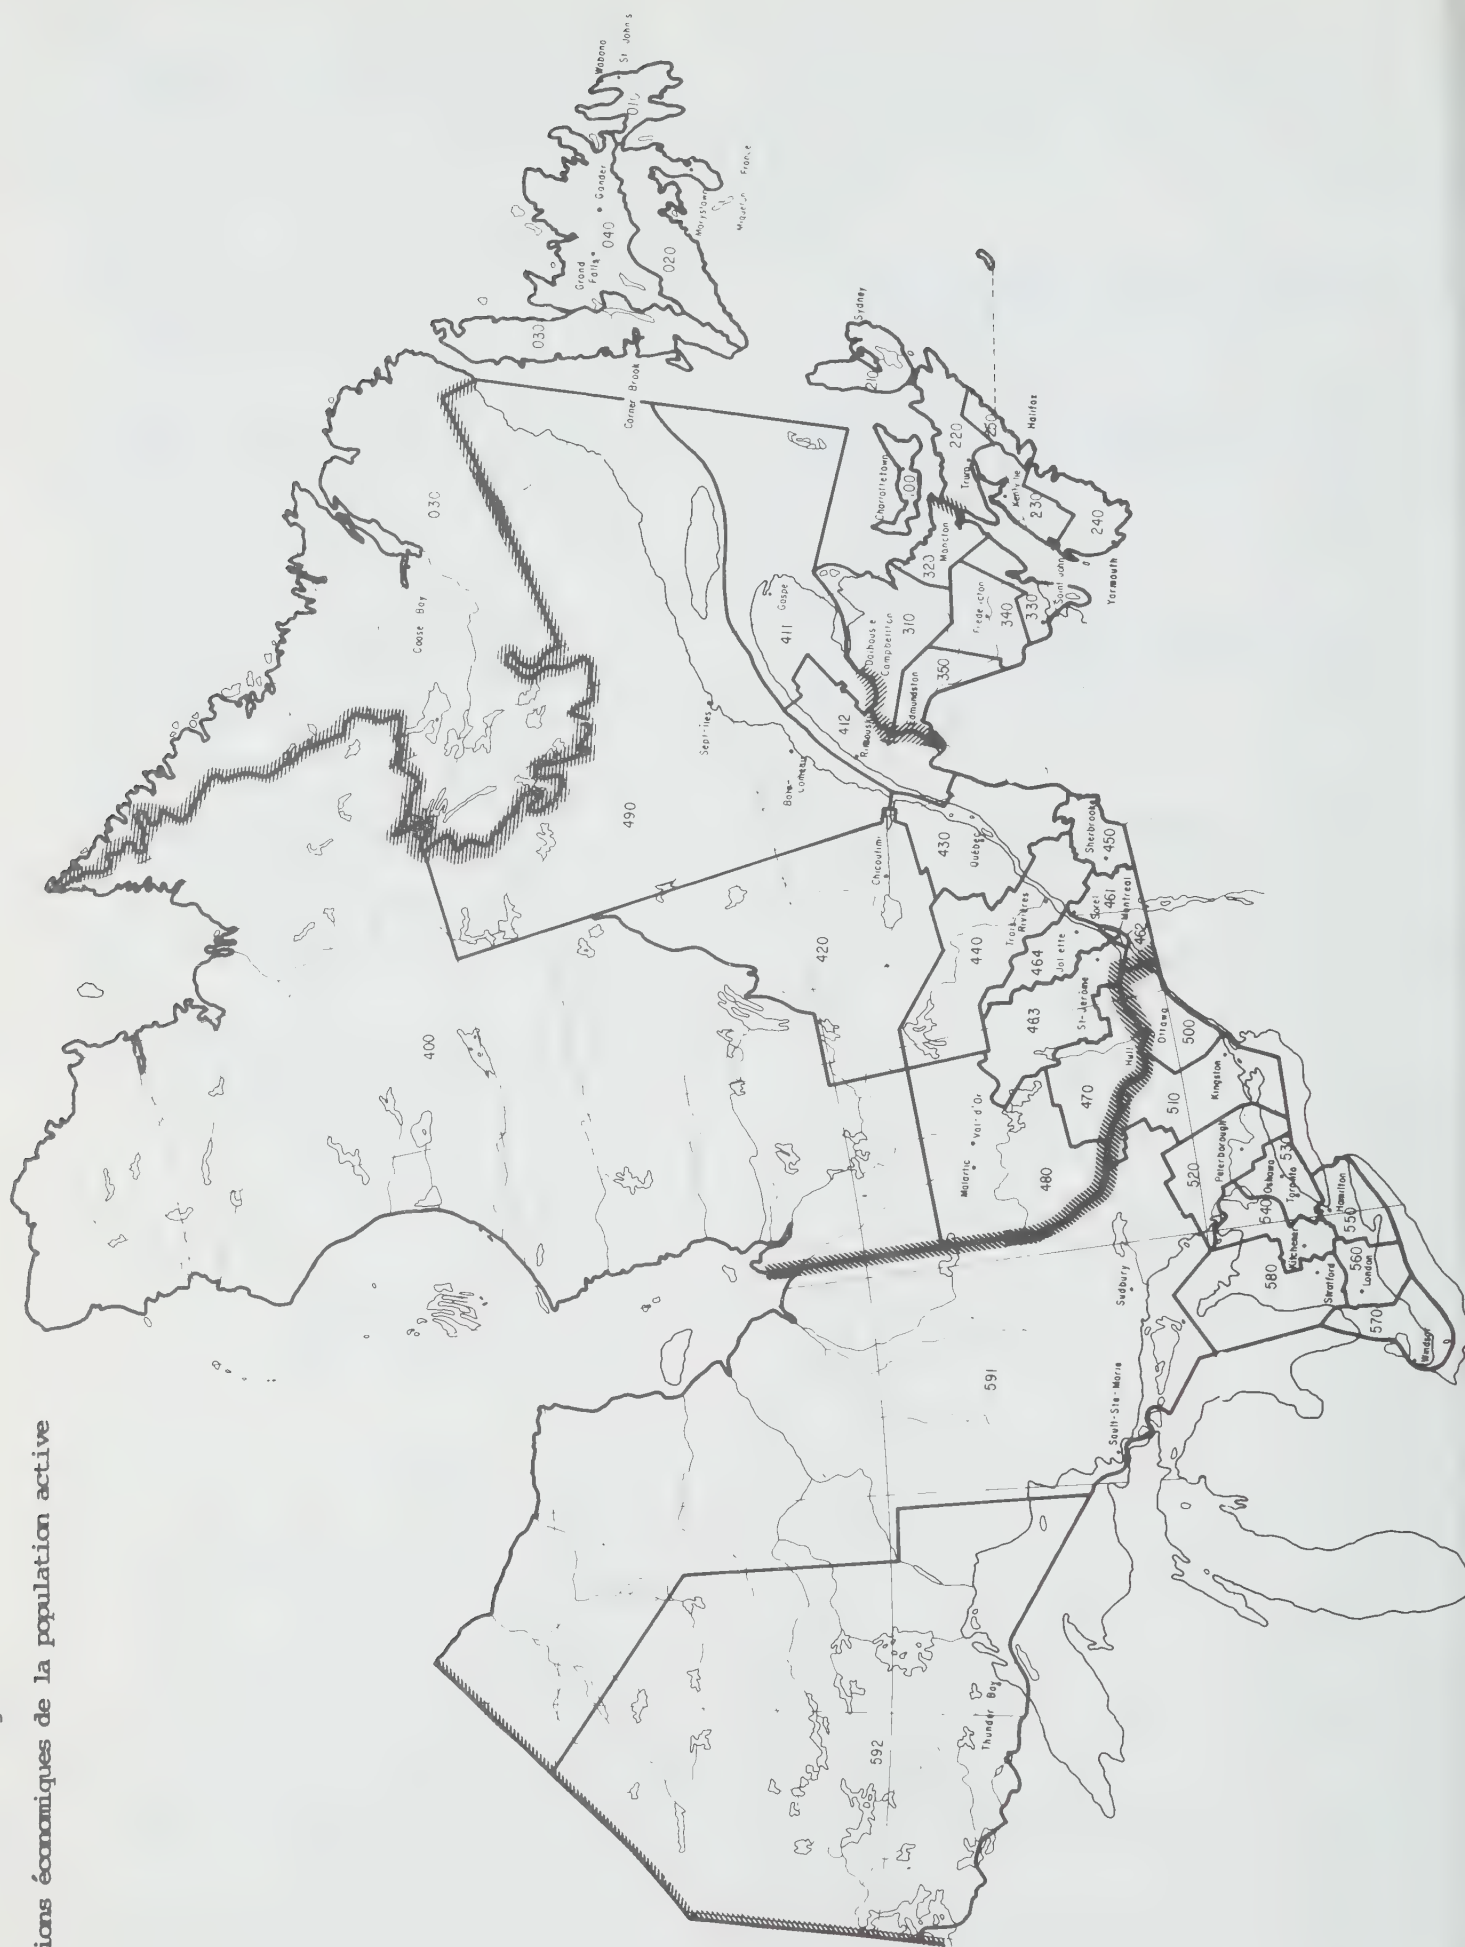 ions économiques de la population active
Wabana
St John's
010
Gander
040
Grand
Falls
020
Marystown
Miquelon France
030
Corner Brook
030
Goose Bay
Sydney
210
220
Truro
250
Halifax
Kentville
230
240
Yarmouth
Charlottetown
320
Moncton
Saint John
330
Fredericton
340
310
Dalhousie
Campbellton
350
Edmundston
411
Gaspe
412
Rimouski
Sept-Iles
Baie-
Comeau
490
400
420
Chicoutimi
430
Québec
Sherbrooke
450
440
Trois
Rivières
Sorel
461
Montreal
462
464
Joliette
463
St-Jerôme
470
Hull
Ottawa
500
Malartic
Val-d'Or
480
510
Kingston
520
Peterborough
530
Oshawa
Toronto
540
Hamilton
550
Kitchener
560
London
580
Stratford
570
Windsor
Sudbury
591
Sault-Ste-Marie
592
Thunder Bay